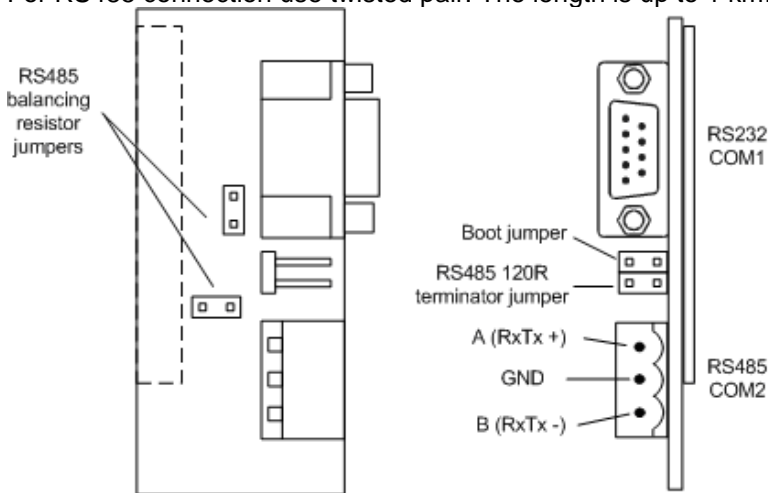 For RS485 connection use twisted pair. The length is up to 1 km.
RS485
balancing
resistor
jumpers
RS232
COM1
Boot jumper
RS485 120R
terminator jumper
A (RxTx +)
GND
B (RxTx -)
RS485
COM2